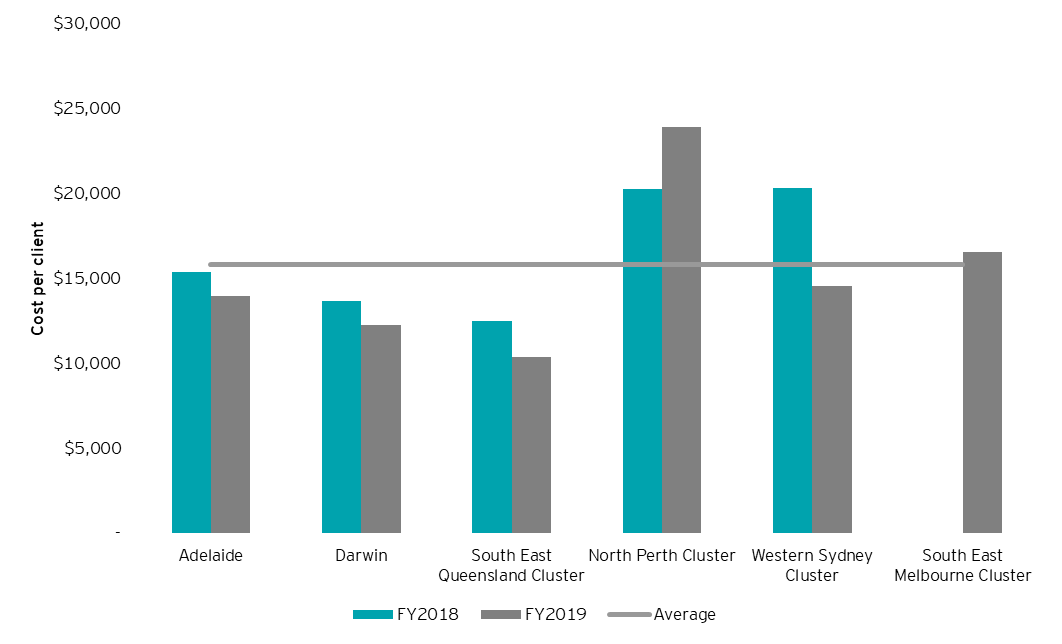 $30,000
$25,000
$20,000
$15,000
$10,000
$5,000
-
Cost per client
Adelaide
Darwin
South East
Queensland Cluster
North Perth Cluster
Western Sydney
Cluster
South East
Melbourne Cluster
FY2018
FY2019
Average